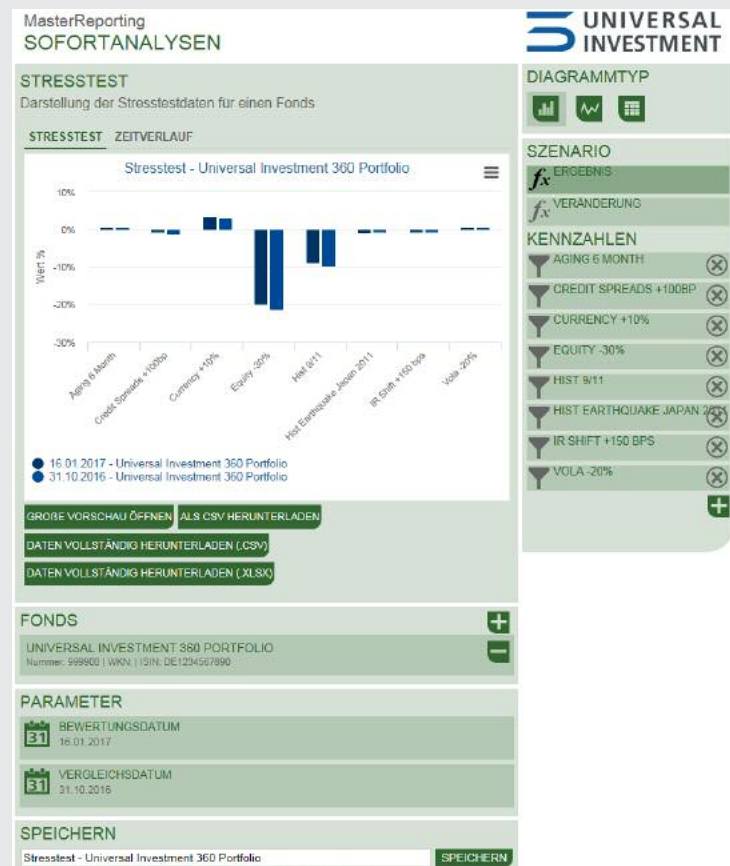 MasterReporting
SOFORTANALYSEN
UNIVERSAL
INVESTMENT
STRESSTEST
Darstellung der Stresstestdaten für einen Fonds
STRESSTEST ZEITVERLAUF
Stresstest - Universal Investment 360 Portfolio
Wert %
10%
0%
-10%
-20%
-30%
Aging 6 Month
Credit Spreads +100bp
Currency +10%
Equity -30%
Hist 9/11
Hist Earthquake Japan 2011
IR Shift +150 bps
Vola -20%
16.01.2017 - Universal Investment 360 Portfolio
31.10.2016 - Universal Investment 360 Portfolio
GROßE VORSCHAU ÖFFNEN ALS CSV HERUNTERLADEN
DATEN VOLLSTÄNDIG HERUNTERLADEN (.CSV)
DATEN VOLLSTÄNDIG HERUNTERLADEN (.XLSX)
FONDS
UNIVERSAL INVESTMENT 360 PORTFOLIO
Nummer: 999900 | WKN: | ISIN: DE1234567890
PARAMETER
31 BEWERTUNGSDATUM
16.01.2017
31 VERGLEICHSDATUM
31.10.2016
SPEICHERN
Stresstest - Universal Investment 360 Portfolio SPEICHERN
DIAGRAMMTYP
SZENARIO
fx ERGEBNIS
fx VERÄNDERUNG
KENNZAHLEN
AGING 6 MONTH
CREDIT SPREADS +100BP
CURRENCY +10%
EQUITY -30%
HIST 9/11
HIST EARTHQUAKE JAPAN 2011
IR SHIFT +150 BPS
VOLA -20%